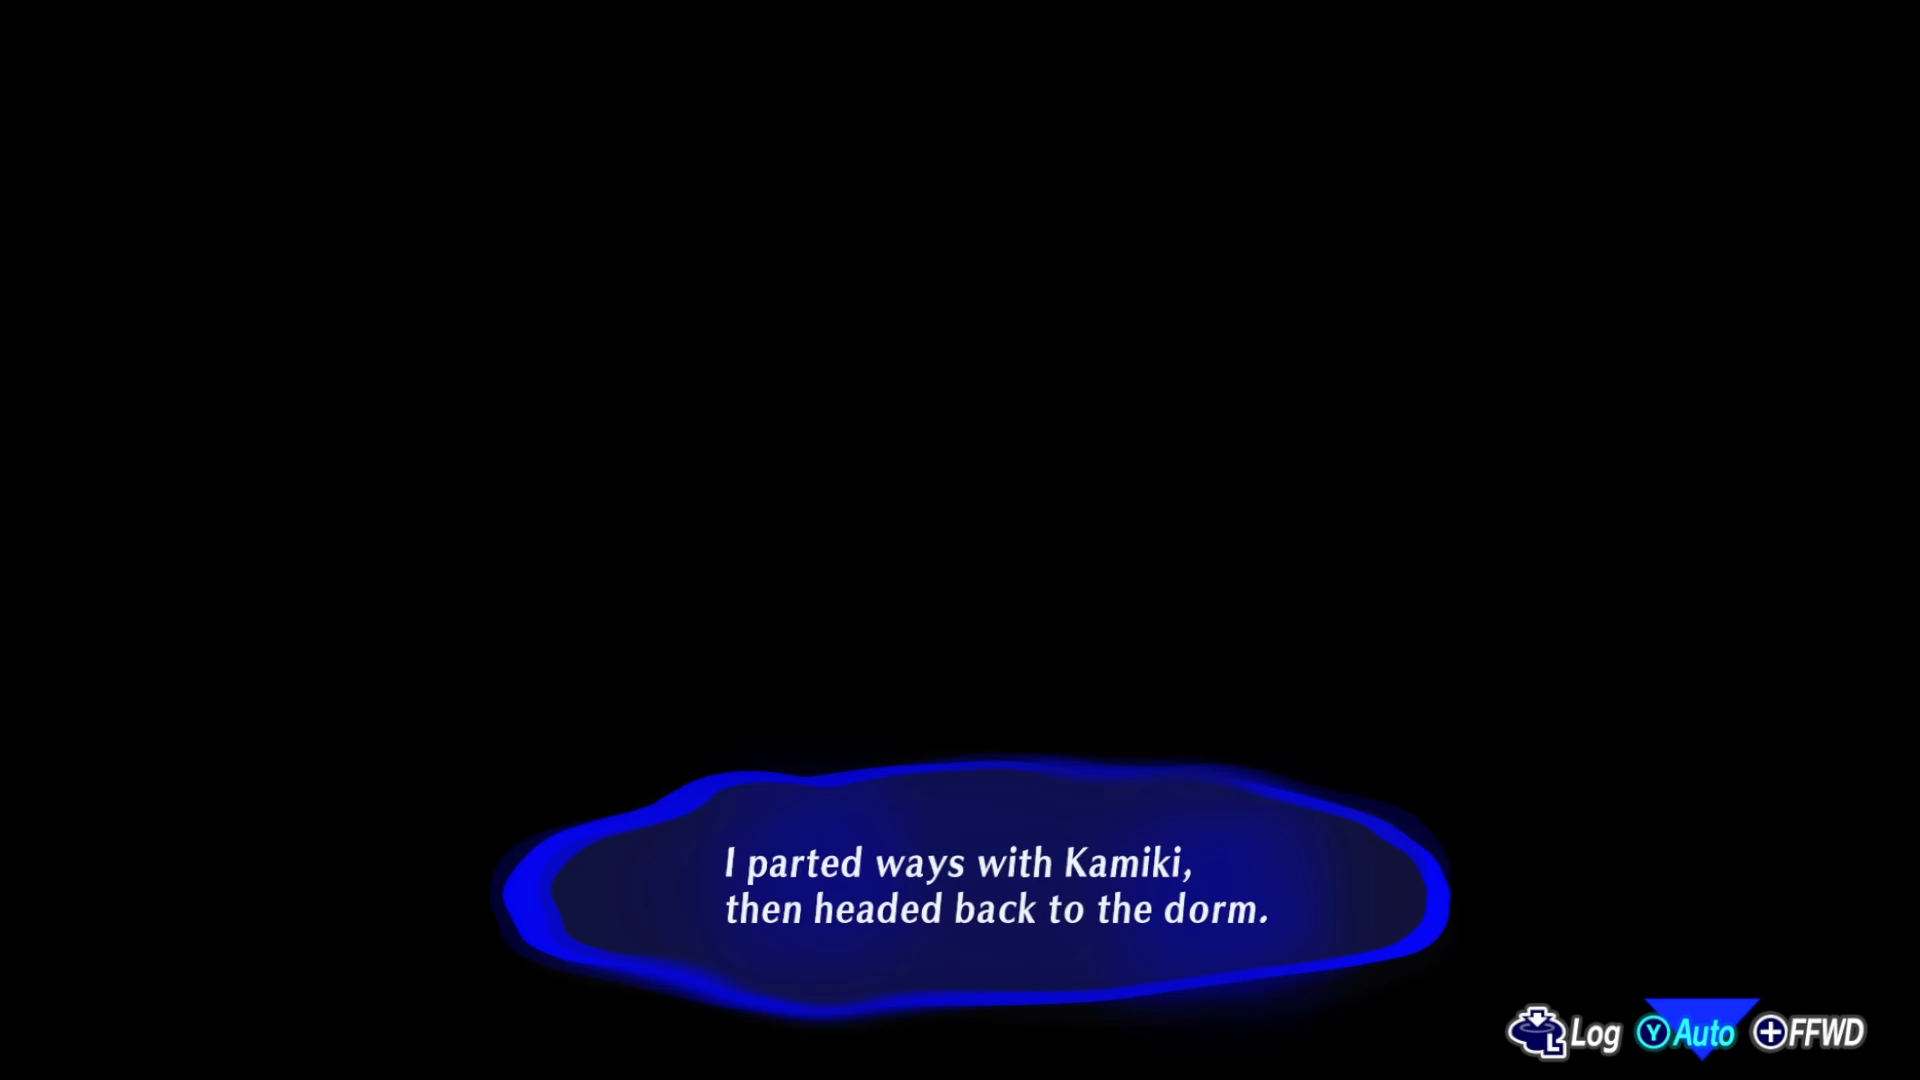 I parted ways with Kamiki,
then headed back to the dorm.
L Log Y Auto + FFWD